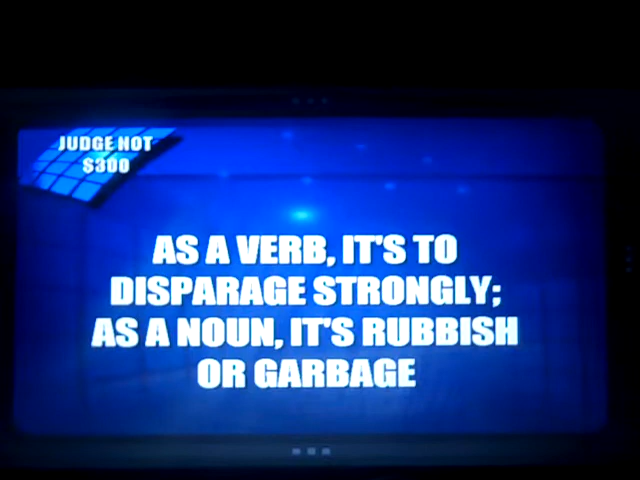 JUDGE NOT
$300
AS A VERB, IT'S TO
DISPARAGE STRONGLY;
AS A NOUN, IT'S RUBBISH
OR GARBAGE